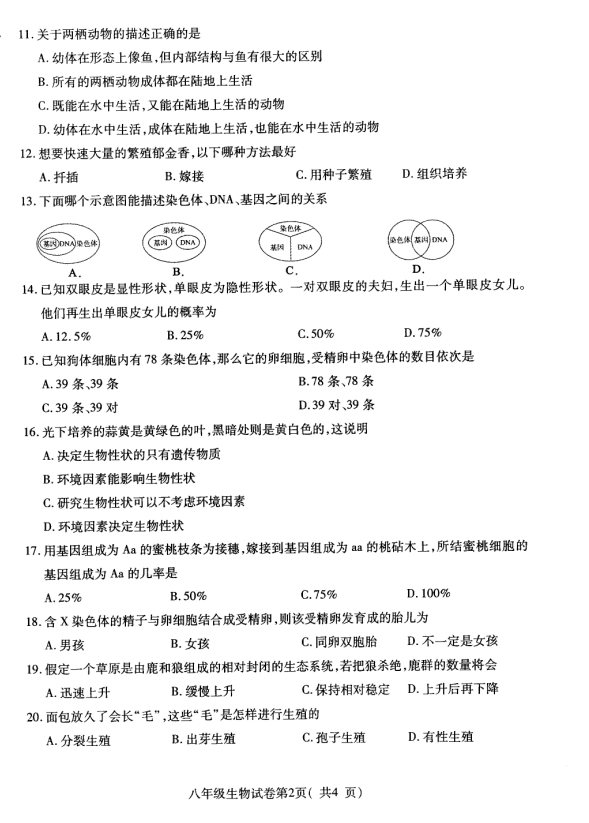 11.关于两栖动物的描述正确的是
A.幼体在形态上像鱼,但内部结构与鱼有很大的区别
B.所有的两栖动物成体都在陆地上生活
C.既能在水中生活,又能在陆地上生活的动物
D.幼体在水中生活,成体在陆地上生活,也能在水中生活的动物
12.想要快速大量的繁殖郁金香,以下哪种方法最好
A.扦插 B.嫁接 C.用种子繁殖 D.组织培养
13.下面哪个示意图能描述染色体、DNA、基因之间的关系
基因 DNA 染色体 染色体 基因 DNA 染色体 基因 DNA 染色体 基因 DNA
A. B. C. D.
14.已知双眼皮是显性形状,单眼皮为隐性形状。一对双眼皮的夫妇,生出一个单眼皮女儿。
他们再生出单眼皮女儿的概率为
A.12.5% B.25% C.50% D.75%
15.已知狗体细胞内有78条染色体,那么它的卵细胞,受精卵中染色体的数目依次是
A.39条、39条 B.78条、78条
C.39条、39对 D.39对、39条
16.光下培养的蒜黄是黄绿色的叶,黑暗处则是黄白色的,这说明
A.决定生物性状的只有遗传物质
B.环境因素能影响生物性状
C.研究生物性状可以不考虑环境因素
D.环境因素决定生物性状
17.用基因组成为Aa的蜜桃枝条为接穗,嫁接到基因组成为aa的桃砧木上,所结蜜桃细胞的
基因组成为Aa的几率是
A.25% B.50% C.75% D.100%
18.含X染色体的精子与卵细胞结合成受精卵,则该受精卵发育成的胎儿为
A.男孩 B.女孩 C.同卵双胞胎 D.不一定是女孩
19.假定一个草原是由鹿和狼组成的相对封闭的生态系统,若把狼杀绝,鹿群的数量将会
A.迅速上升 B.缓慢上升 C.保持相对稳定 D.上升后再下降
20.面包放久了会长“毛”,这些“毛”是怎样进行生殖的
A.分裂生殖 B.出芽生殖 C.孢子生殖 D.有性生殖
八年级生物试卷第2页( 共4 页)